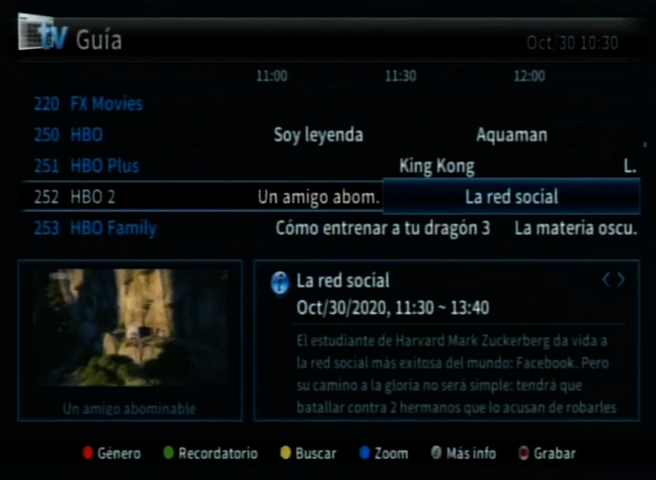 tv Guía
Oct/30 10:30
11:00 11:30 12:00
220 FX Movies
250 HBO Soy leyenda Aquaman
251 HBO Plus King Kong L.
252 HBO 2 Un amigo abom. La red social
253 HBO Family Cómo entrenar a tu dragón 3 La materia oscu.
La red social
Oct/30/2020, 11:30 ~ 13:40
El estudiante de Harvard Mark Zuckerberg da vida a
la red social más exitosa del mundo: Facebook. Pero
su camino a la gloria no será simple: tendrá que
batallar contra 2 hermanos que lo acusan de robarles
Un amigo abominable
Género Recordatorio Buscar Zoom Más info Grabar